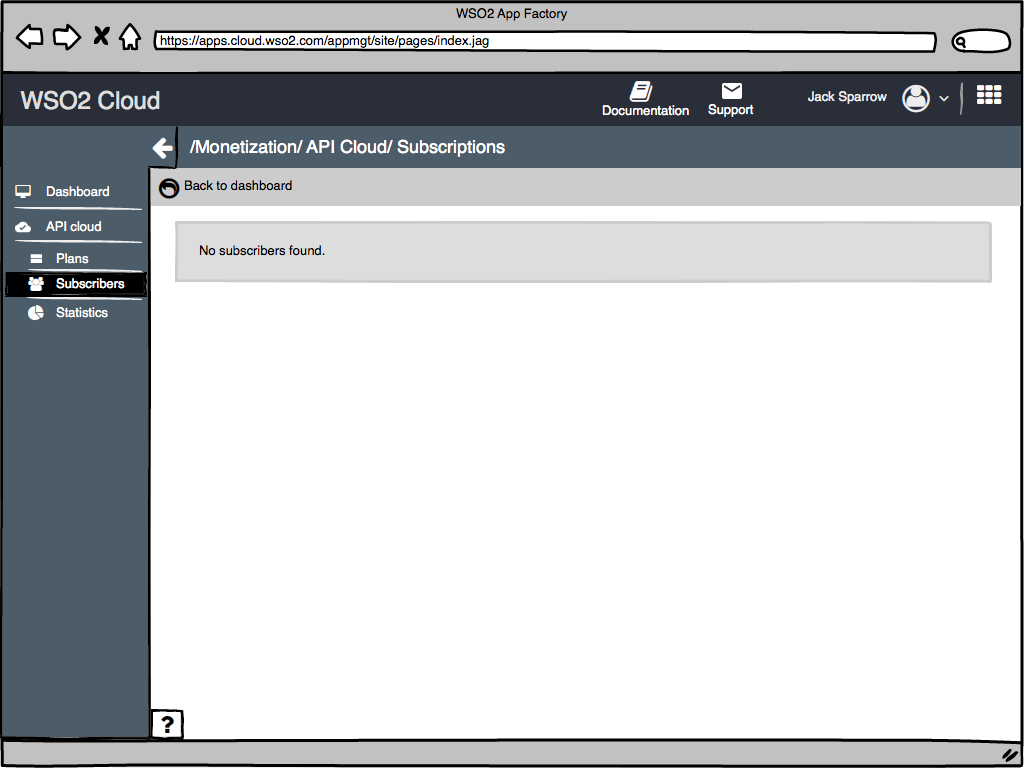 WSO2 App Factory
https://apps.cloud.wso2.com/appmgt/site/pages/index.jag
WSO2 Cloud
Documentation
Support
Jack Sparrow
/Monetization/ API Cloud/ Subscriptions
Back to dashboard
Dashboard
API cloud
Plans
Subscribers
Statistics
No subscribers found.
?